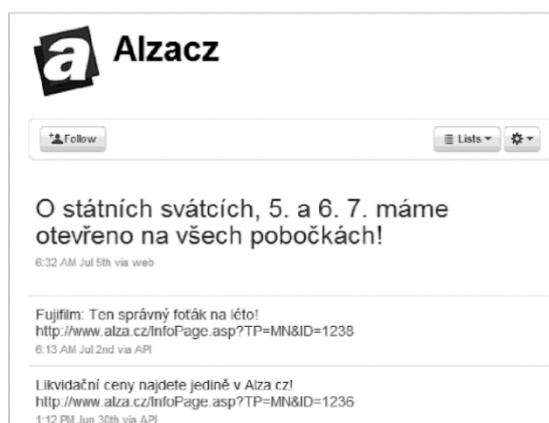 a
Alzacz
Follow
Lists
O státních svátcích, 5. a 6. 7. máme
otevřeno na všech pobočkách!
6:32 AM Jul 5th via web
Fujifilm: Ten správný foťák na léto!
http://www.alza.cz/InfoPage.asp?TP=MN&ID=1238
6:13 AM Jul 2nd via API
Likvidační ceny najdete jedině v Alza cz!
http://www.alza.cz/InfoPage.asp?TP=MN&ID=1236
1:12 PM Jun 30th via API